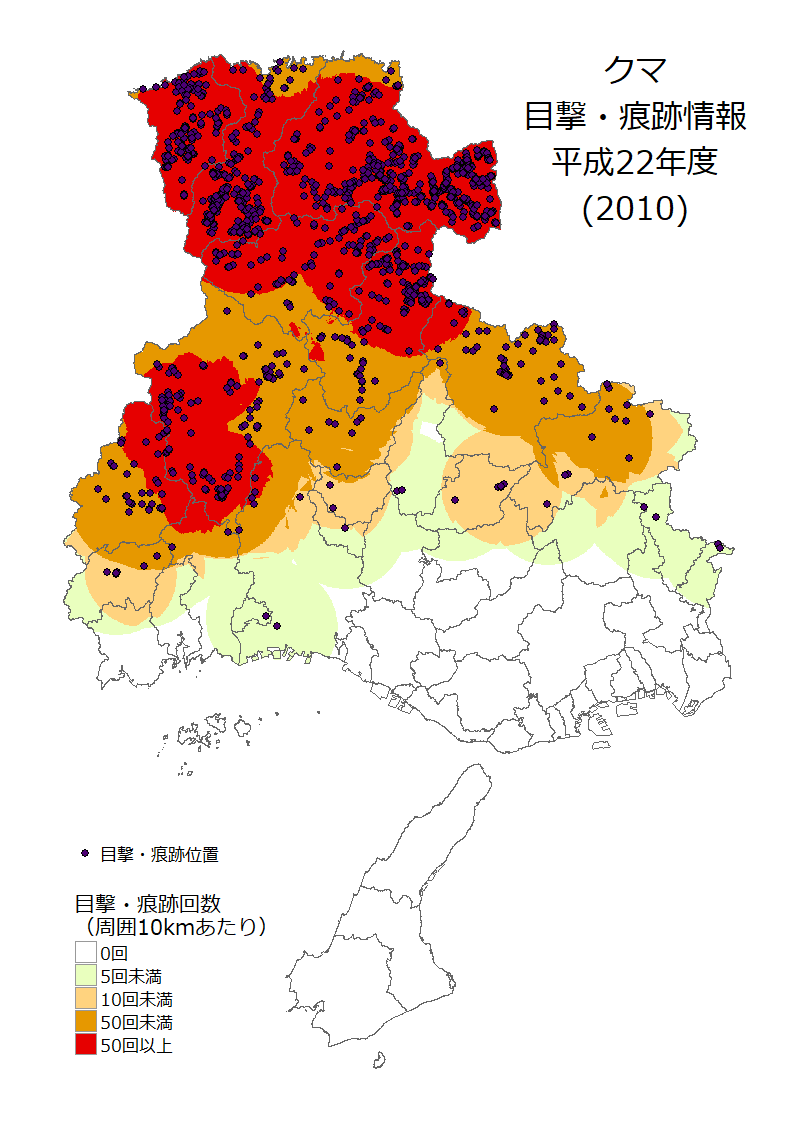 クマ
目撃・痕跡情報
平成22年度
(2010)
目撃・痕跡位置
目撃・痕跡回数
（周囲10kmあたり）
0回
5回未満
10回未満
50回未満
50回以上